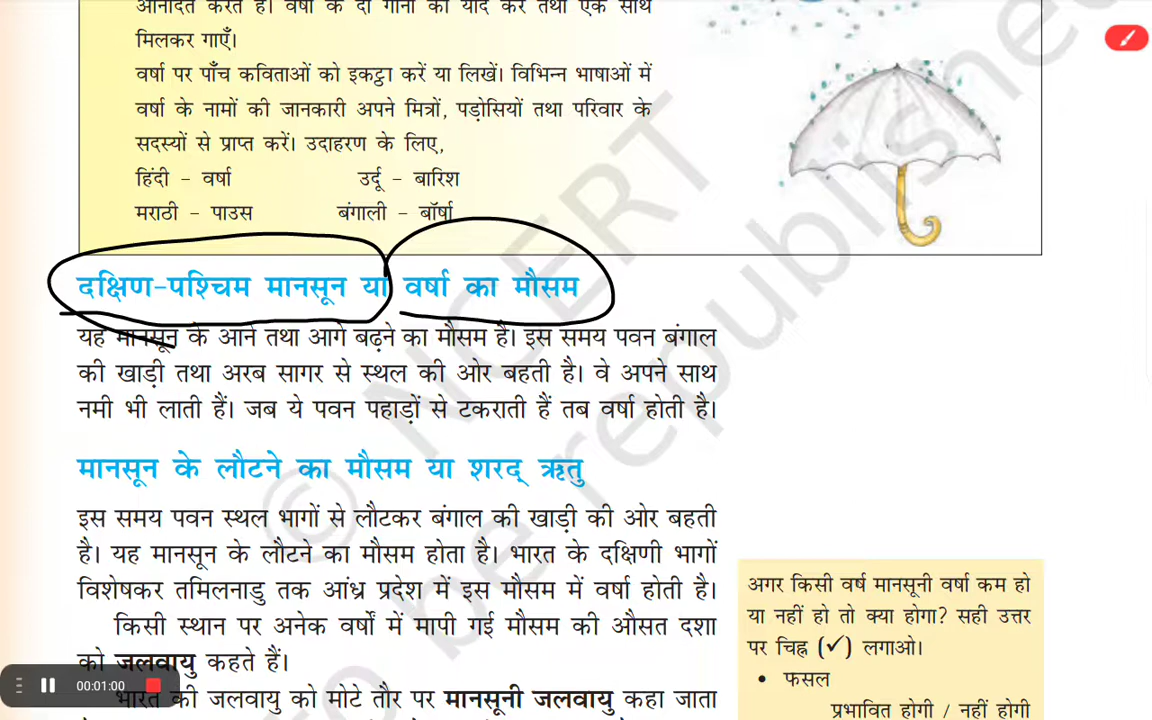 आनंदित करते हैं। वर्षा के दो गानों को याद करें तथा एक साथ
मिलकर गाएँ।
वर्षा पर पाँच कविताओं को इकट्ठा करें या लिखें। विभिन्न भाषाओं में
वर्षा के नामों की जानकारी अपने मित्रों, पड़ोसियों तथा परिवार के
सदस्यों से प्राप्त करें। उदाहरण के लिए,
हिंदी – वर्षा उर्दू – बारिश
मराठी – पाउस बंगाली – बॉर्षा
दक्षिण-पश्चिम मानसून या वर्षा का मौसम
यह मानसून के आने तथा आगे बढ़ने का मौसम है। इस समय पवन बंगाल
की खाड़ी तथा अरब सागर से स्थल की ओर बहती है। वे अपने साथ
नमी भी लाती हैं। जब ये पवन पहाड़ों से टकराती हैं तब वर्षा होती है।
मानसून के लौटने का मौसम या शरद् ऋतु
इस समय पवन स्थल भागों से लौटकर बंगाल की खाड़ी की ओर बहती
है। यह मानसून के लौटने का मौसम होता है। भारत के दक्षिणी भागों
विशेषकर तमिलनाडु तक आंध्र प्रदेश में इस मौसम में वर्षा होती है।
किसी स्थान पर अनेक वर्षों में मापी गई मौसम की औसत दशा
को जलवायु कहते हैं।
भारत की जलवायु को मोटे तौर पर मानसूनी जलवायु कहा जाता
अगर किसी वर्ष मानसूनी वर्षा कम हो
या नहीं हो तो क्या होगा? सही उत्तर
पर चिह्न (✓) लगाओ।
• फसल
प्रभावित होगी / नहीं होगी
00:01:00
© NCERT
not to be republished